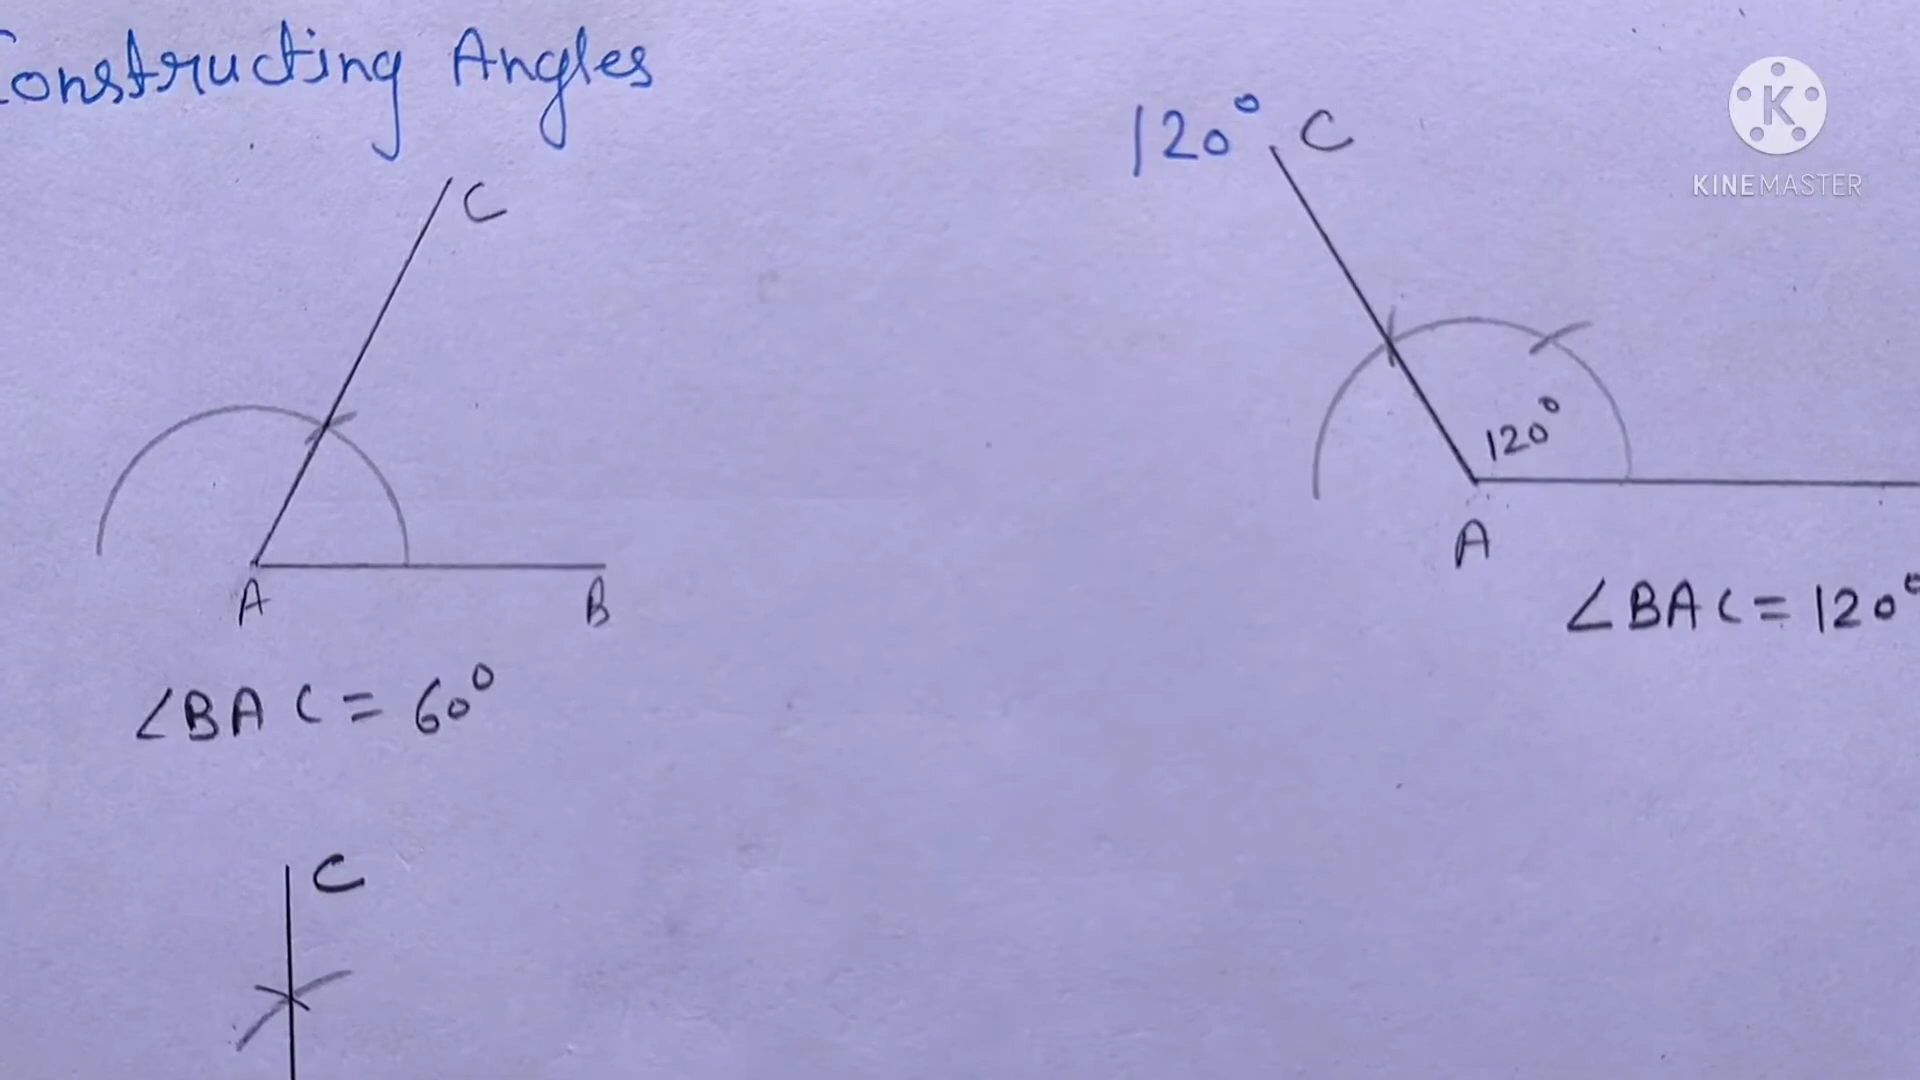 Constructing Angles
120° C
KINEMASTER
C
120°
A
A B
∠BAC = 120°
∠BAC = 60°
C